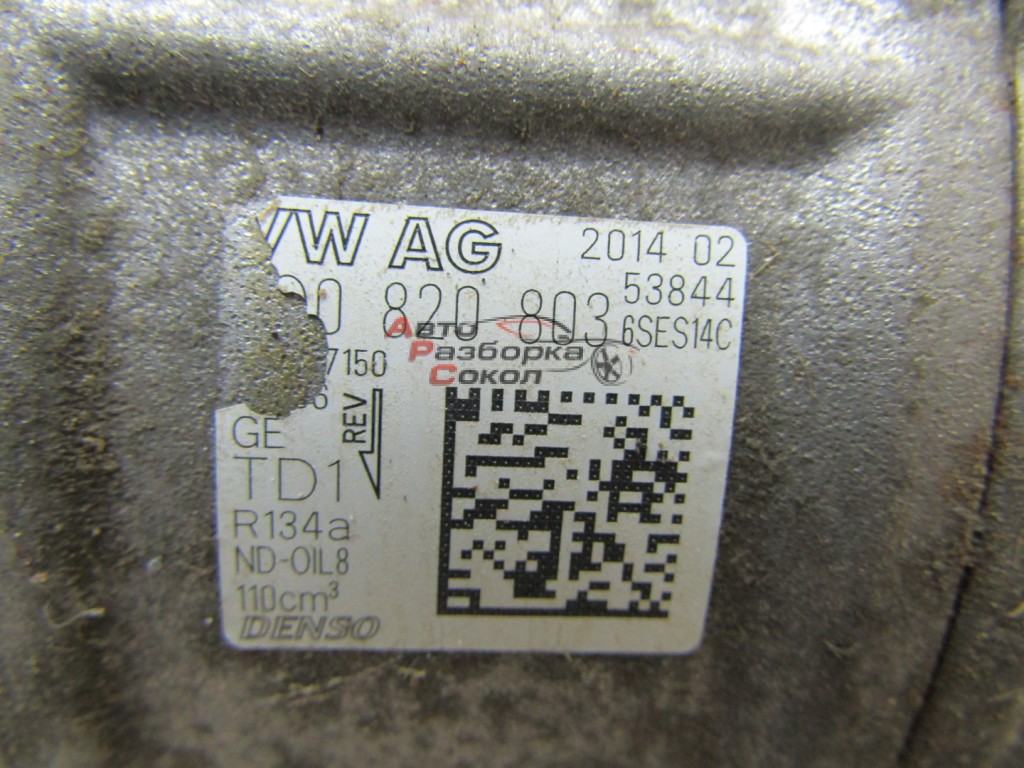 VW AG
2014 02
53844
820 803
6SES14C
Авто
Разборка
Сокол
7150
REV
GE
TD1
R134a
ND-OIL8
110cm³
DENSO